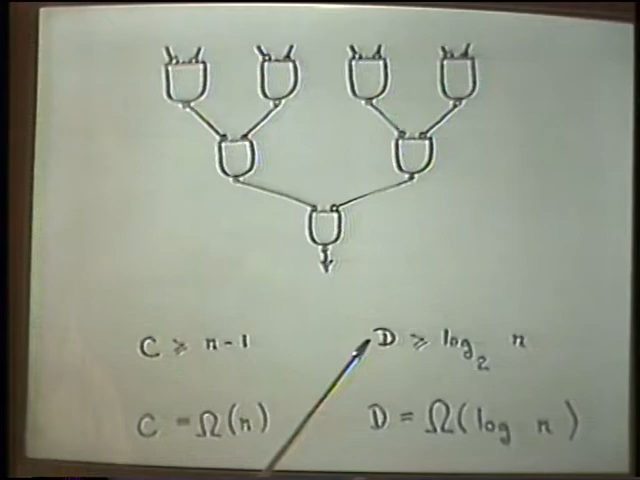 C ≥ n-1 D ≥ log₂ n
C = Ω(n) D = Ω(log n)